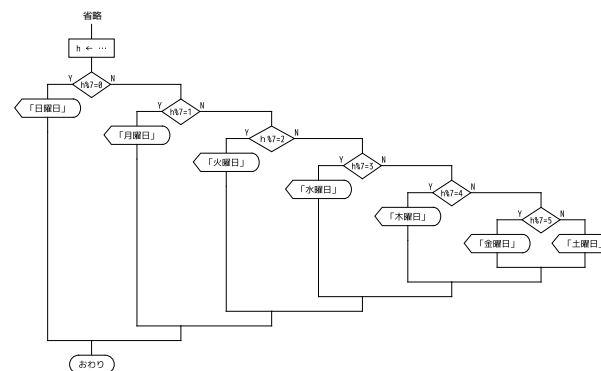 省略
h ← …
Y
N
h%7=0
「日曜日」
Y
N
h%7=1
「月曜日」
Y
N
h%7=2
「火曜日」
Y
N
h%7=3
「水曜日」
Y
N
h%7=4
「木曜日」
Y
N
h%7=5
「金曜日」
「土曜日」
おわり